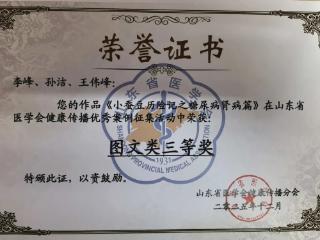 荣誉证书
李峰、孙洁、王伟峰:
您的作品《小蚕豆历险记之糖尿病肾病篇》在山东省
医学会健康传播优秀案例征集活动中荣获:
图文类三等奖
特颁此证，以资鼓励。
山东省医学会健康传播分会
二〇二五年十二月
1931